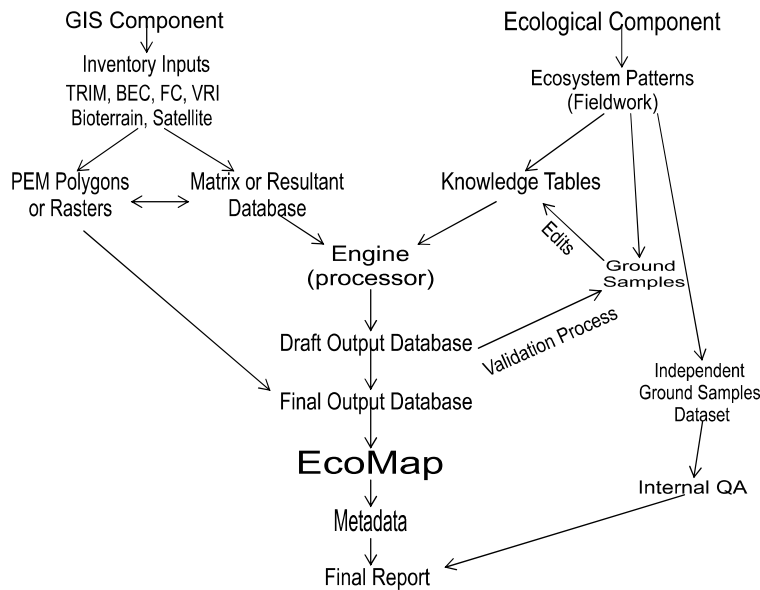 GIS Component
Ecological Component
Inventory Inputs
TRIM, BEC, FC, VRI
Bioterrain, Satellite
Ecosystem Patterns
(Fieldwork)
PEM Polygons
or Rasters
Matrix or Resultant
Database
Knowledge Tables
Edits
Engine
(processor)
Ground
Samples
Draft Output Database
Validation Process
Independent
Ground Samples
Dataset
Final Output Database
EcoMap
Internal QA
Metadata
Final Report